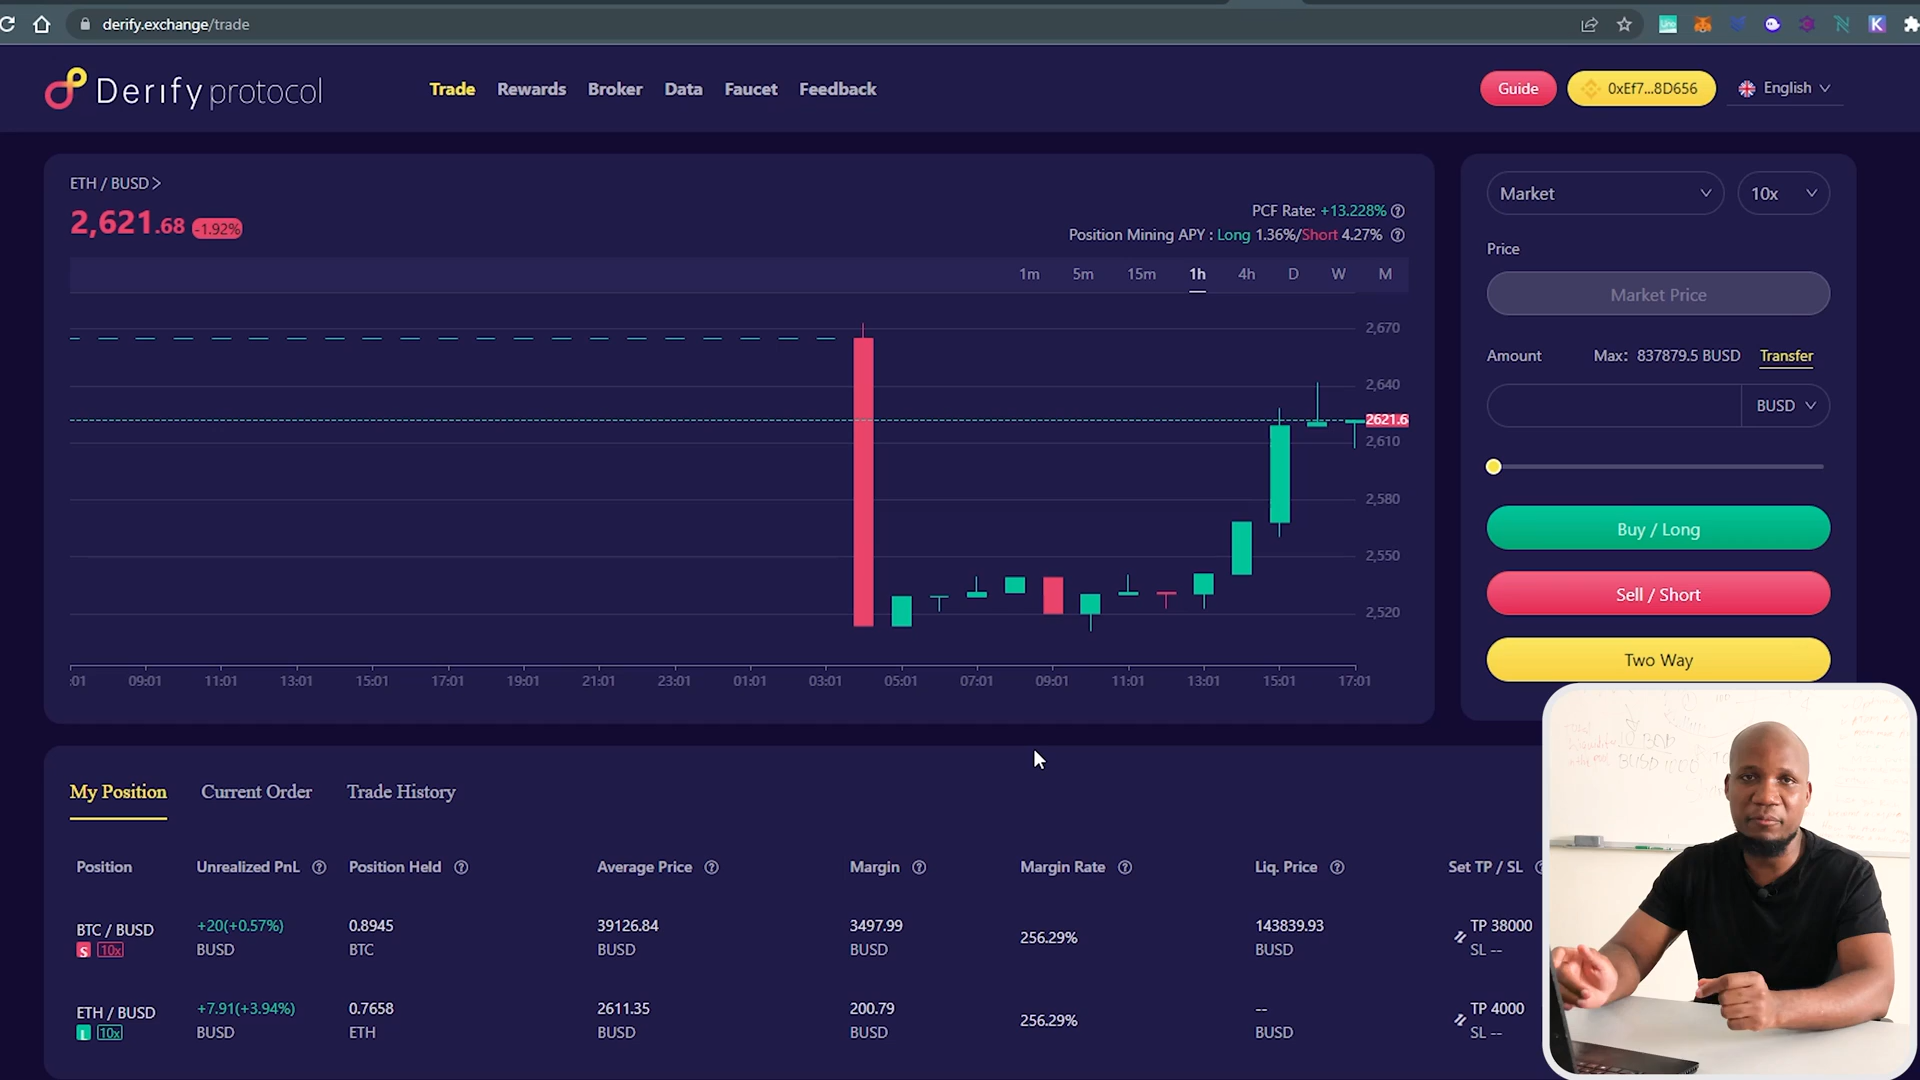 derify.exchange/trade
Derify protocol
Trade Rewards Broker Data Faucet Feedback
Guide 0xEf7...8D656 English
ETH / BUSD >
2,621.68 -1.92%
PCF Rate: +13.228%
Position Mining APY : Long 1.36%/Short 4.27%
1m 5m 15m 1h 4h D W M
2,670
2,640
2621.6
2,610
2,580
2,550
2,520
:01 09:01 11:01 13:01 15:01 17:01 19:01 21:01 23:01 01:01 03:01 05:01 07:01 09:01 11:01 13:01 15:01 17:01
Market 10x
Price
Market Price
Amount Max: 837879.5 BUSD Transfer
BUSD
Buy / Long
Sell / Short
Two Way
My Position Current Order Trade History
Position Unrealized PnL Position Held Average Price Margin Margin Rate Liq. Price Set TP / SL
BTC / BUSD +20(+0.57%) 0.8945 39126.84 3497.99 256.29% 143839.93 TP 38000
S 10x BUSD BTC BUSD BUSD BUSD SL --
ETH / BUSD +7.91(+3.94%) 0.7658 2611.35 200.79 256.29% -- TP 4000
L 10x BUSD ETH BUSD BUSD BUSD SL --